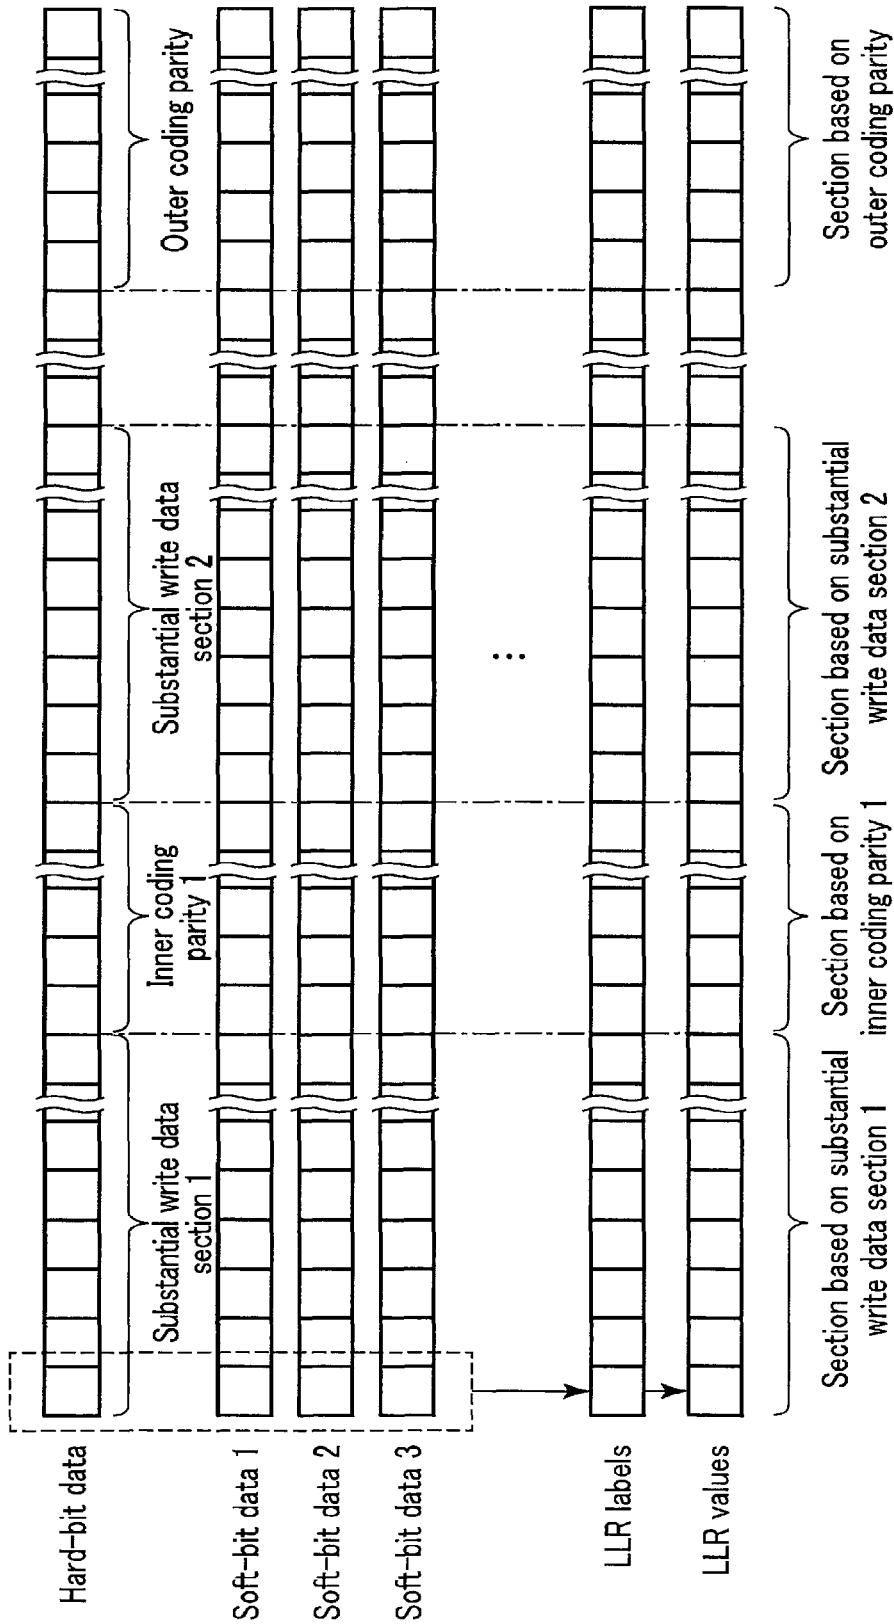 Hard-bit data
Substantial write data
section 1
Inner coding
parity 1
Substantial write data
section 2
Outer coding parity
Soft-bit data 1
Soft-bit data 2
Soft-bit data 3
...
LLR labels
LLR values
Section based on substantial
write data section 1
Section based on
inner coding parity 1
Section based on substantial
write data section 2
Section based on
outer coding parity